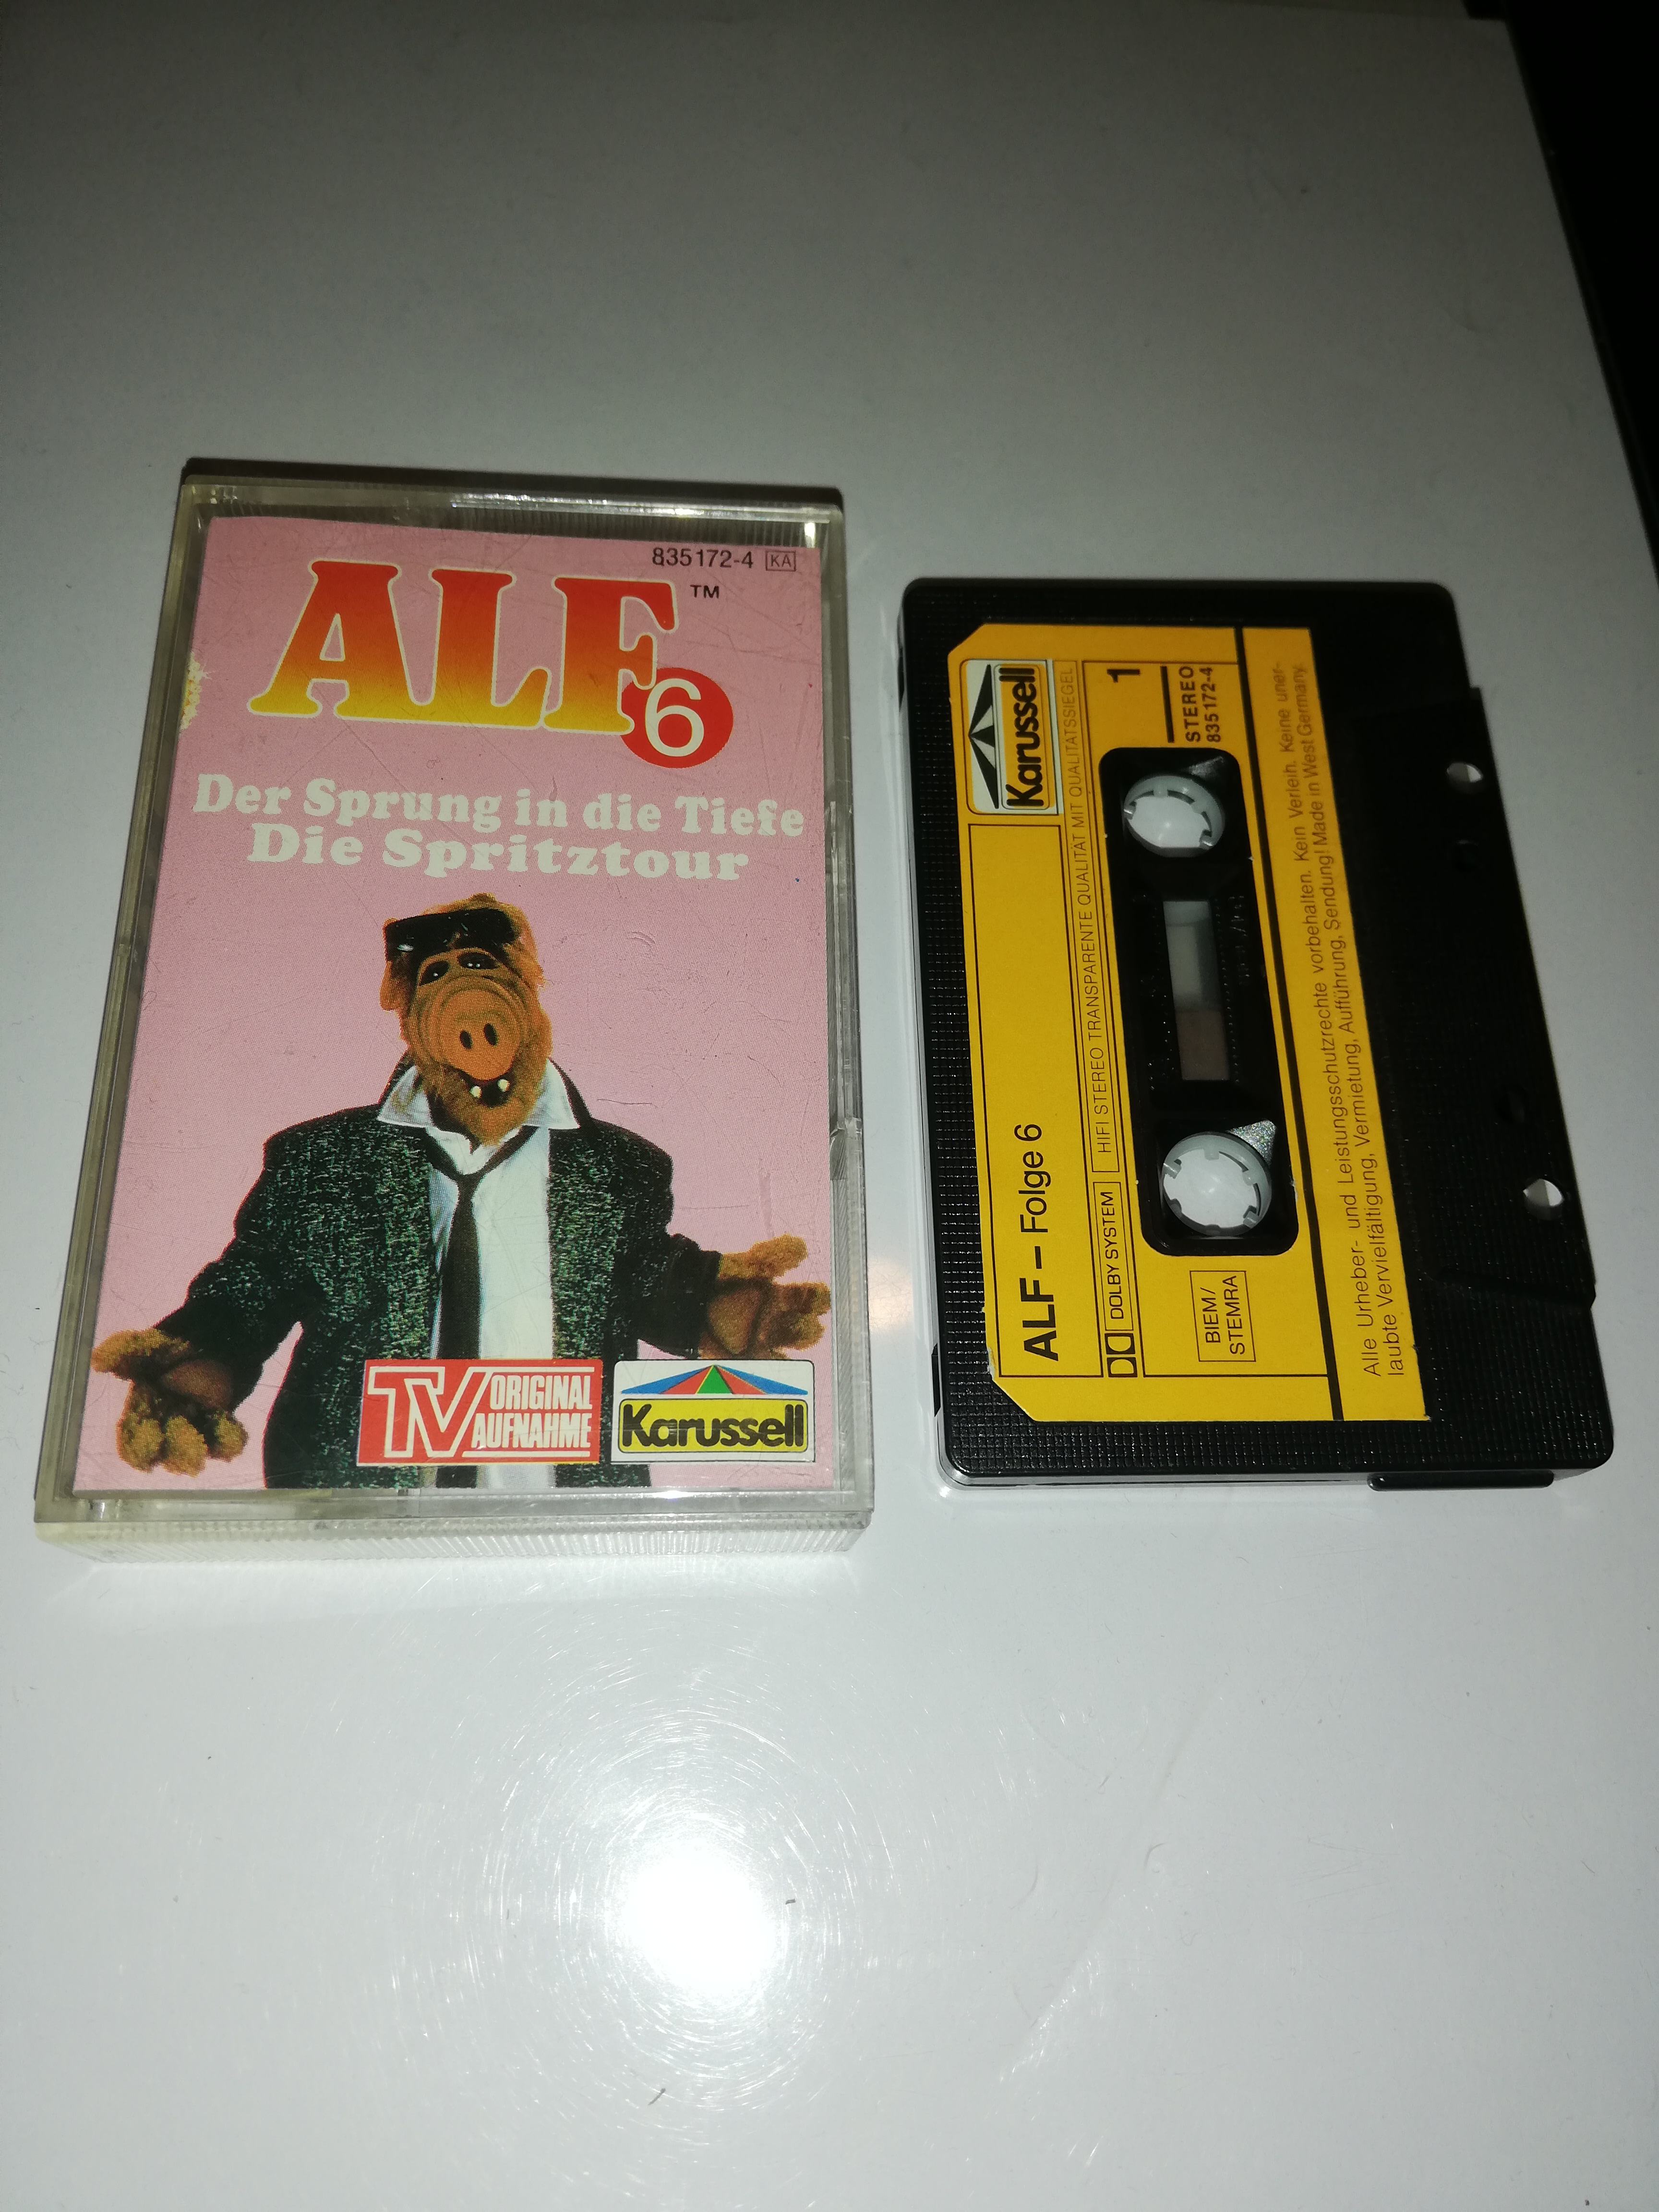 835172-4 KA
ALF™
6
Der Sprung in die Tiefe
Die Spritztour
TV ORIGINAL
AUFNAHME
Karussell
Karussell
ALF – Folge 6
DOLBY SYSTEM
HIFI STEREO TRANSPARENTE QUALITÄT MIT QUALITÄTSSIEGEL
1
STEREO
835172-4
BIEM/
STEMRA
Alle Urheber- und Leistungsschutzrechte vorbehalten. Kein Verleih. Keine uner-
laubte Vervielfältigung, Vermietung, Aufführung, Sendung! Made in West Germany